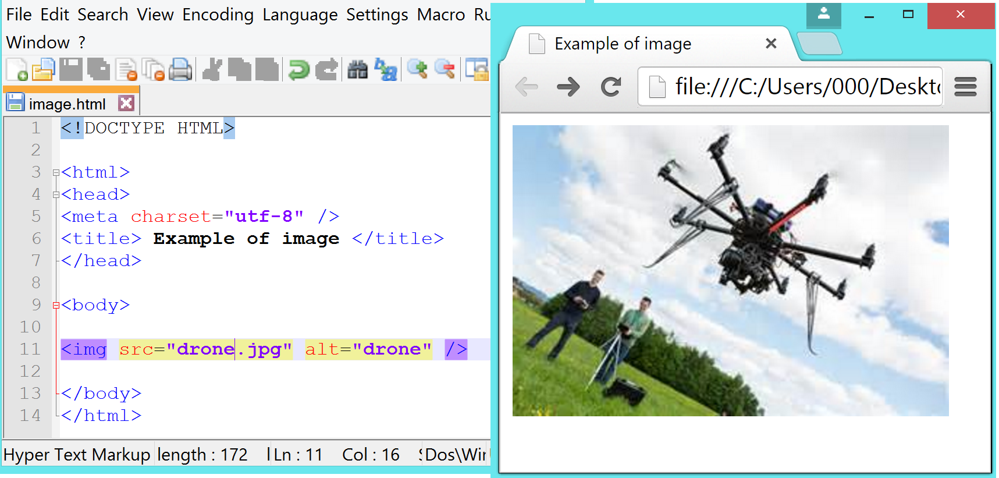 File Edit Search View Encoding Language Settings Macro
Window ?
image.html
1 <!DOCTYPE HTML>
2
3 <html>
4 <head>
5 <meta charset="utf-8" />
6 <title> Example of image </title>
7 </head>
8
9 <body>
10
11 <img src="drone.jpg" alt="drone" />
12
13 </body>
14 </html>
Hyper Text Markup length : 172 Ln : 11 Col : 16 Dos\Win
Example of image
file:///C:/Users/000/Deskto